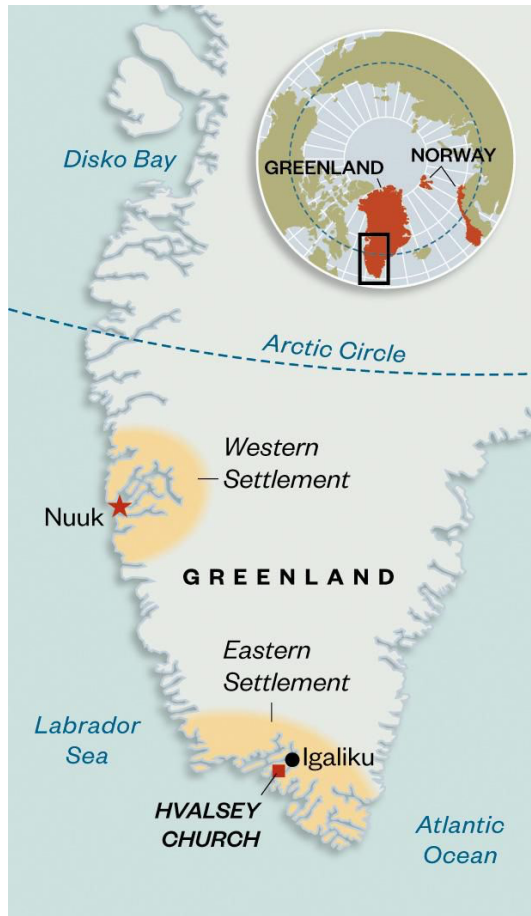 Disko Bay
GREENLAND
NORWAY
Arctic Circle
Western
Settlement
Nuuk
GREENLAND
Eastern
Settlement
Labrador
Sea
Igaliku
HVALSEY
CHURCH
Atlantic
Ocean